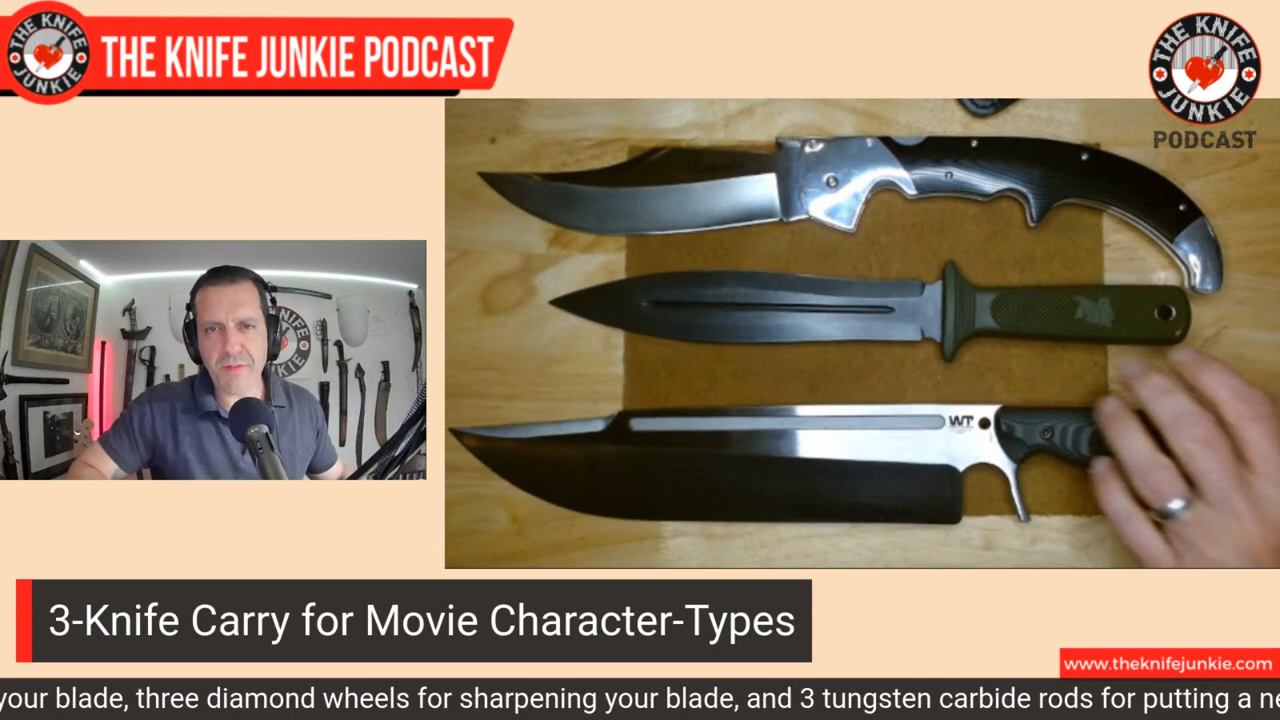 THE KNIFE
JUNKIE
THE KNIFE JUNKIE PODCAST
THE KNIFE
JUNKIE
PODCAST
KNIFE
JUNKIE
WT
3-Knife Carry for Movie Character-Types
www.theknifejunkie.com
your blade, three diamond wheels for sharpening your blade, and 3 tungsten carbide rods for putting a ne